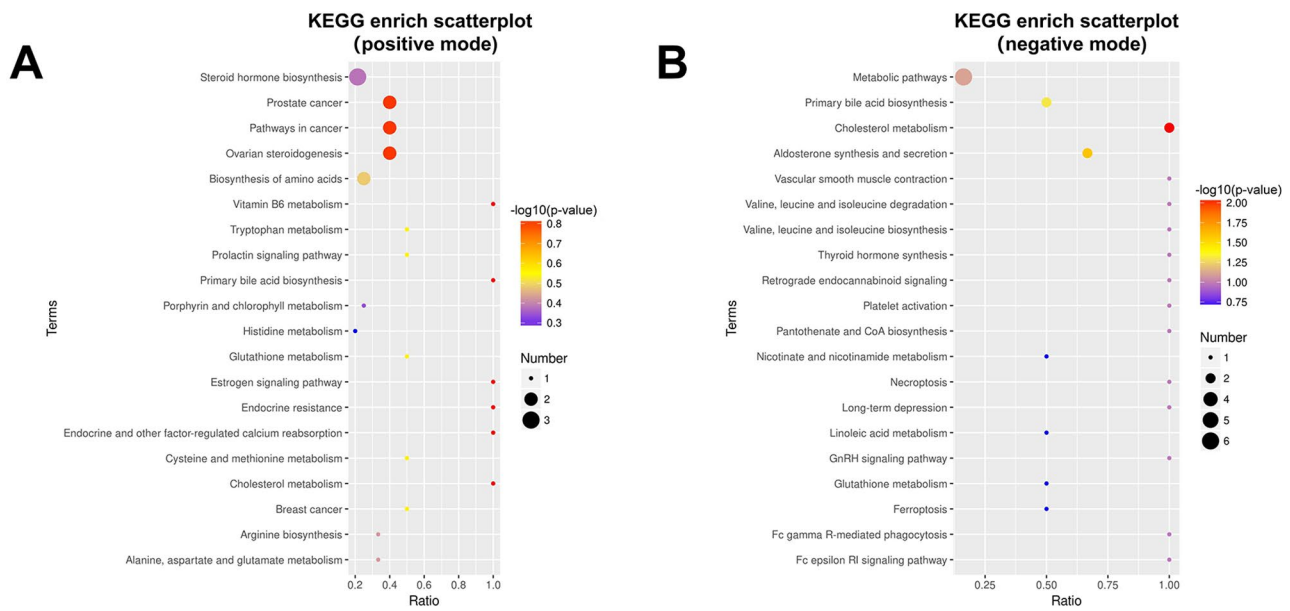 A
KEGG enrich scatterplot
(positive mode)
Terms
Steroid hormone biosynthesis
Prostate cancer
Pathways in cancer
Ovarian steroidogenesis
Biosynthesis of amino acids
Vitamin B6 metabolism
Tryptophan metabolism
Prolactin signaling pathway
Primary bile acid biosynthesis
Porphyrin and chlorophyll metabolism
Histidine metabolism
Glutathione metabolism
Estrogen signaling pathway
Endocrine resistance
Endocrine and other factor-regulated calcium reabsorption
Cysteine and methionine metabolism
Cholesterol metabolism
Breast cancer
Arginine biosynthesis
Alanine, aspartate and glutamate metabolism
0.2 0.4 0.6 0.8 1.0
Ratio
-log10(p-value)
0.8
0.7
0.6
0.5
0.4
0.3
Number
1
2
3
B
KEGG enrich scatterplot
(negative mode)
Terms
Metabolic pathways
Primary bile acid biosynthesis
Cholesterol metabolism
Aldosterone synthesis and secretion
Vascular smooth muscle contraction
Valine, leucine and isoleucine degradation
Valine, leucine and isoleucine biosynthesis
Thyroid hormone synthesis
Retrograde endocannabinoid signaling
Platelet activation
Pantothenate and CoA biosynthesis
Nicotinate and nicotinamide metabolism
Necroptosis
Long-term depression
Linoleic acid metabolism
GnRH signaling pathway
Glutathione metabolism
Ferroptosis
Fc gamma R-mediated phagocytosis
Fc epsilon RI signaling pathway
0.25 0.50 0.75 1.00
Ratio
-log10(p-value)
2.00
1.75
1.50
1.25
1.00
0.75
Number
1
2
4
5
6